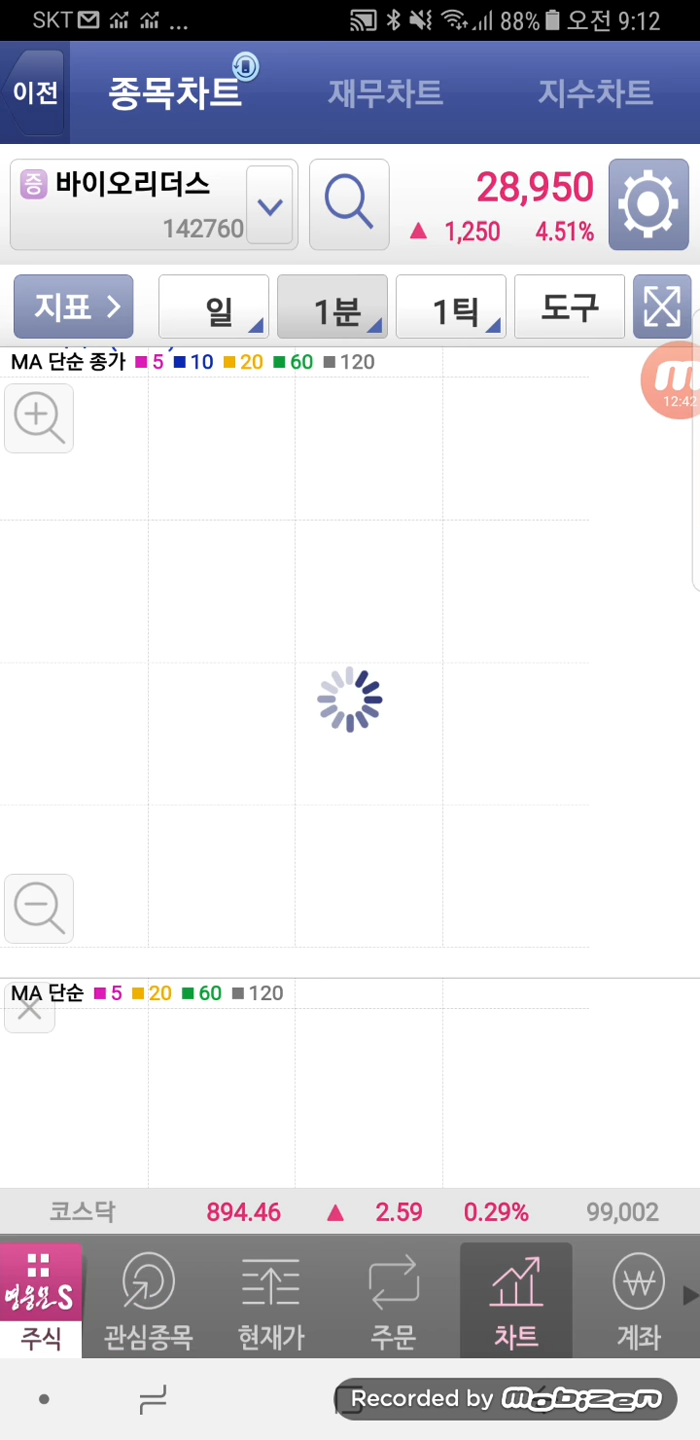 SKT ... 88% 오전 9:12
이전 종목차트 재무차트 지수차트
증 바이오리더스 28,950
142760 ▲ 1,250 4.51%
지표 일 1분 1틱 도구
MA 단순 종가 5 10 20 60 120
12:42
MA 단순 5 20 60 120
코스닥 894.46 ▲ 2.59 0.29% 99,002
영웅문S
주식 관심종목 현재가 주문 차트 계좌
Recorded by mobizen